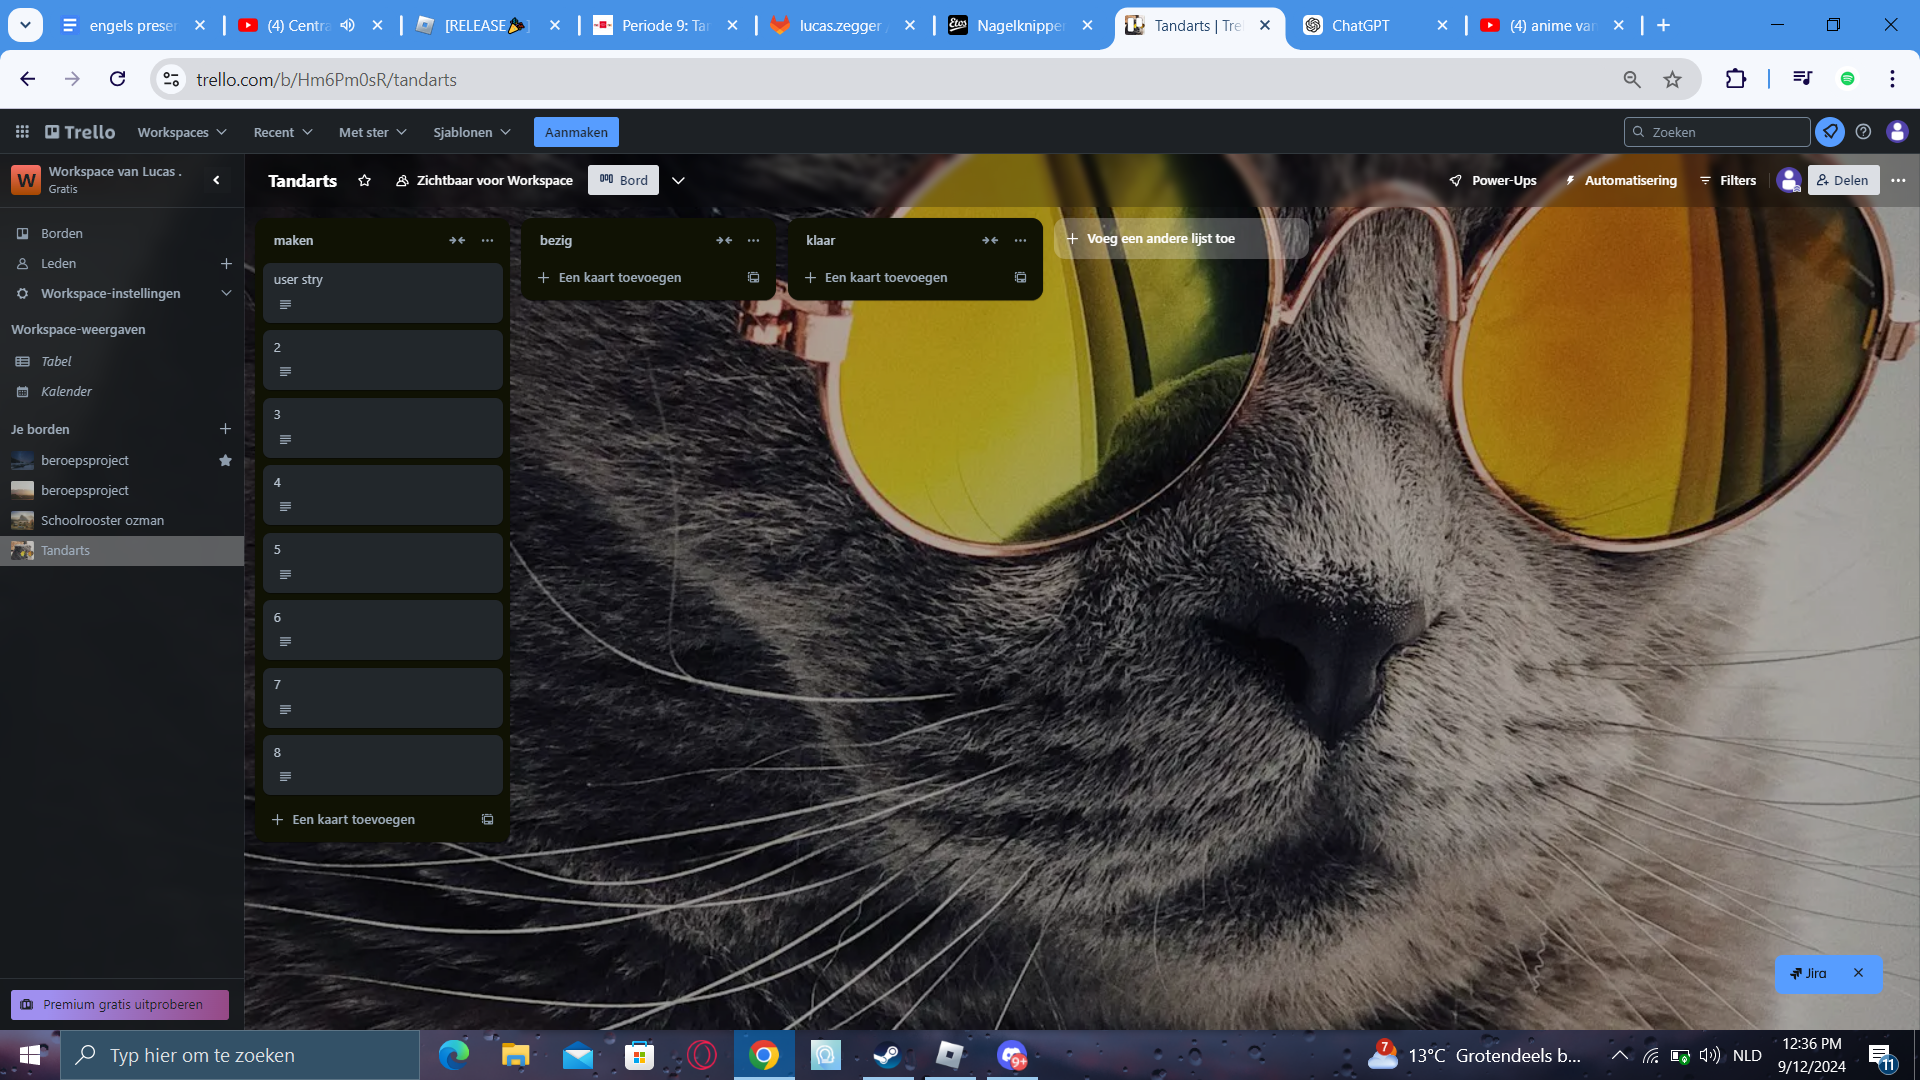 engels preser
(4) Centra
[RELEASE
Periode 9: Tan
lucas.zegger /
Nagelknipper
Tandarts | Trel
ChatGPT
(4) anime van
trello.com/b/Hm6Pm0sR/tandarts
Trello
Workspaces
Recent
Met ster
Sjablonen
Aanmaken
Zoeken
W
Workspace van Lucas .
Gratis
Tandarts
Zichtbaar voor Workspace
Bord
Power-Ups
Automatisering
Filters
Delen
Borden
Leden
Workspace-instellingen
Workspace-weergaven
Tabel
Kalender
Je borden
beroepsproject
beroepsproject
Schoolrooster ozman
Tandarts
Premium gratis uitproberen
maken
user stry
2
3
4
5
6
7
8
Een kaart toevoegen
bezig
Een kaart toevoegen
klaar
Een kaart toevoegen
Voeg een andere lijst toe
Jira
Typ hier om te zoeken
9+
7
13°C Grotendeels b...
NLD
12:36 PM
9/12/2024
11